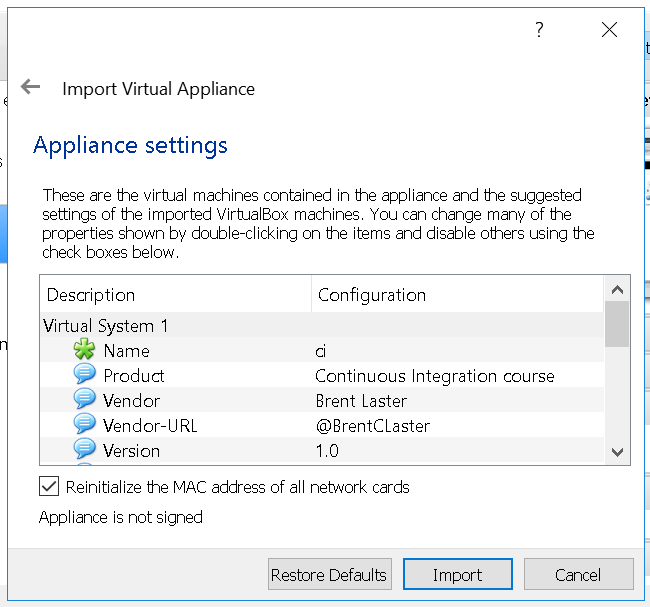 ?
Import Virtual Appliance
Appliance settings
These are the virtual machines contained in the appliance and the suggested
settings of the imported VirtualBox machines. You can change many of the
properties shown by double-clicking on the items and disable others using the
check boxes below.
Description Configuration
Virtual System 1
Name ci
Product Continuous Integration course
Vendor Brent Laster
Vendor-URL @BrentCLaster
Version 1.0
Reinitialize the MAC address of all network cards
Appliance is not signed
Restore Defaults Import Cancel